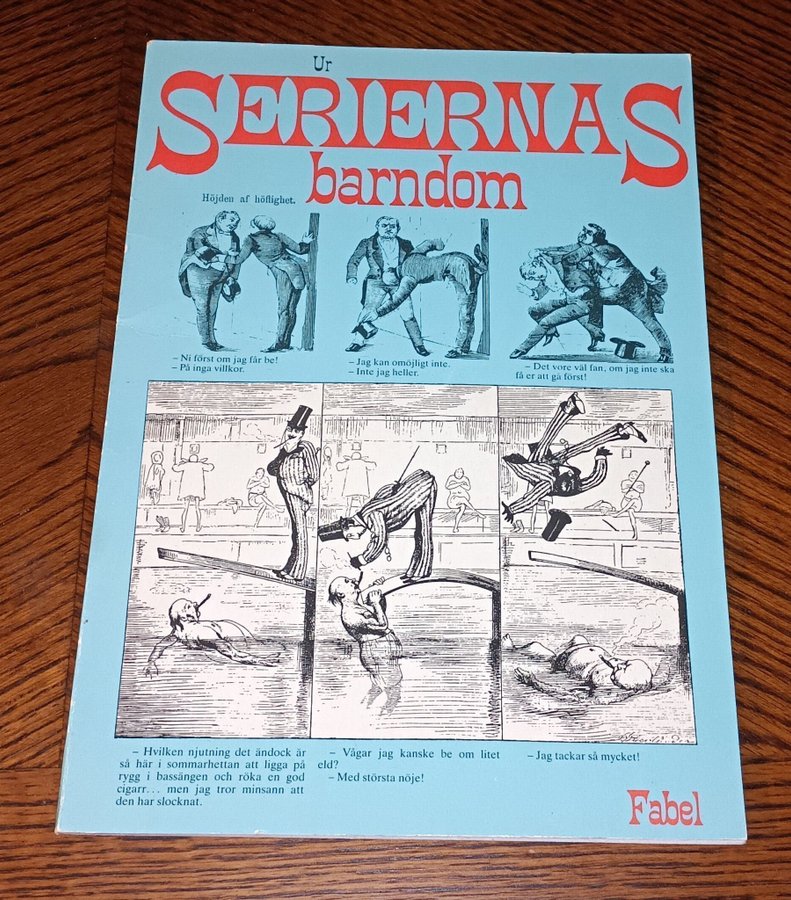 Ur
SERIERNAS
barndom
Höjden af höflighet.
– Ni först om jag får be!
– På inga villkor.
– Jag kan omöjligt inte.
– Inte jag heller.
– Det vore väl fan, om jag inte ska
få er att gå först!
– Hvilken njutning det ändock är
så här i sommarhettan att ligga på
rygg i bassängen och röka en god
cigarr... men jag tror minsann att
den har slocknat.
– Vågar jag kanske be om litet
eld?
– Med största nöje!
– Jag tackar så mycket!
Fabel